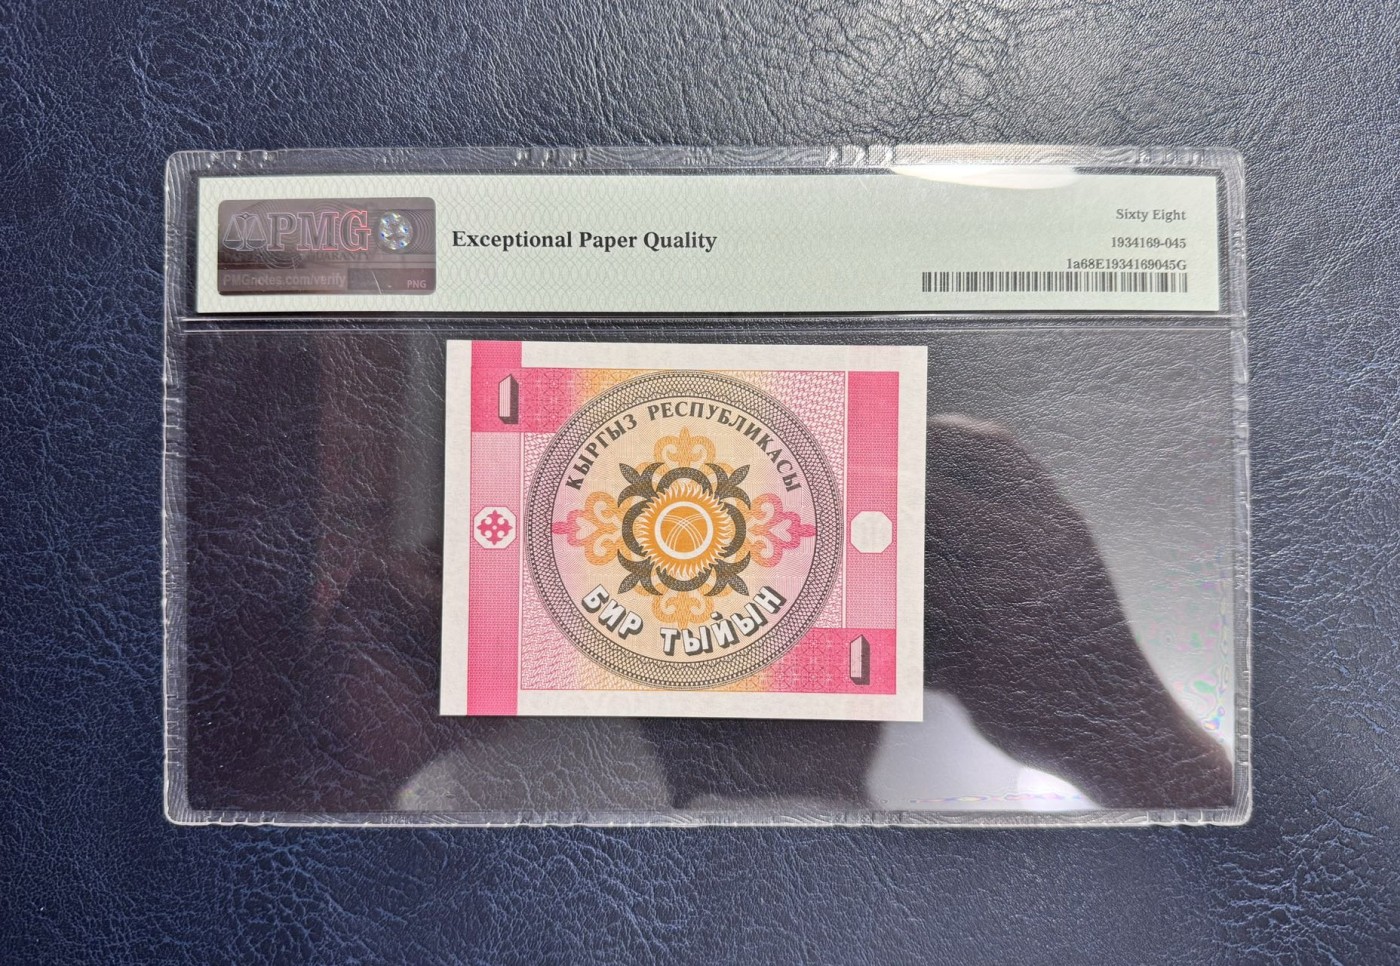 PMG
GUARANTY
PMGnotes.com/verify
PNG
Exceptional Paper Quality
Sixty Eight
1934169-045
1a68E1934169045G
1
КЫРГЫЗ РЕСПУБЛИКАСЫ
БИР ТЫЙЫН
1